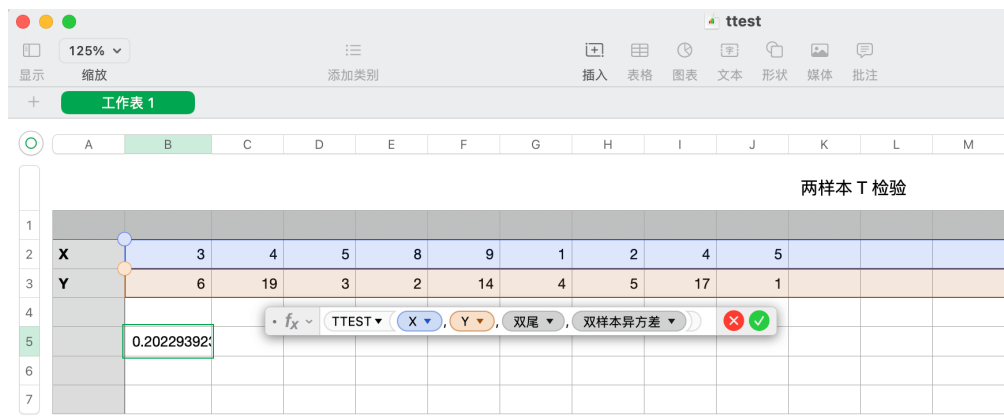 ttest
125%
显示 缩放 添加类别 插入 表格 图表 文本 形状 媒体 批注
工作表 1
A B C D E F G H I J K L M
两样本 T 检验
1
2 X 3 4 5 8 9 1 2 4 5
3 Y 6 19 3 2 14 4 5 17 1
4 fx TTEST X , Y , 双尾 , 双样本异方差
5 0.202293923
6
7